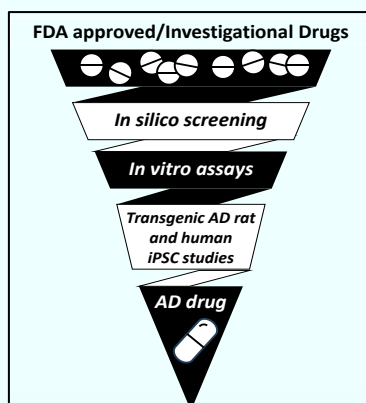 FDA approved/Investigational Drugs
In silico screening
In vitro assays
Transgenic AD rat
and human
iPSC studies
AD drug